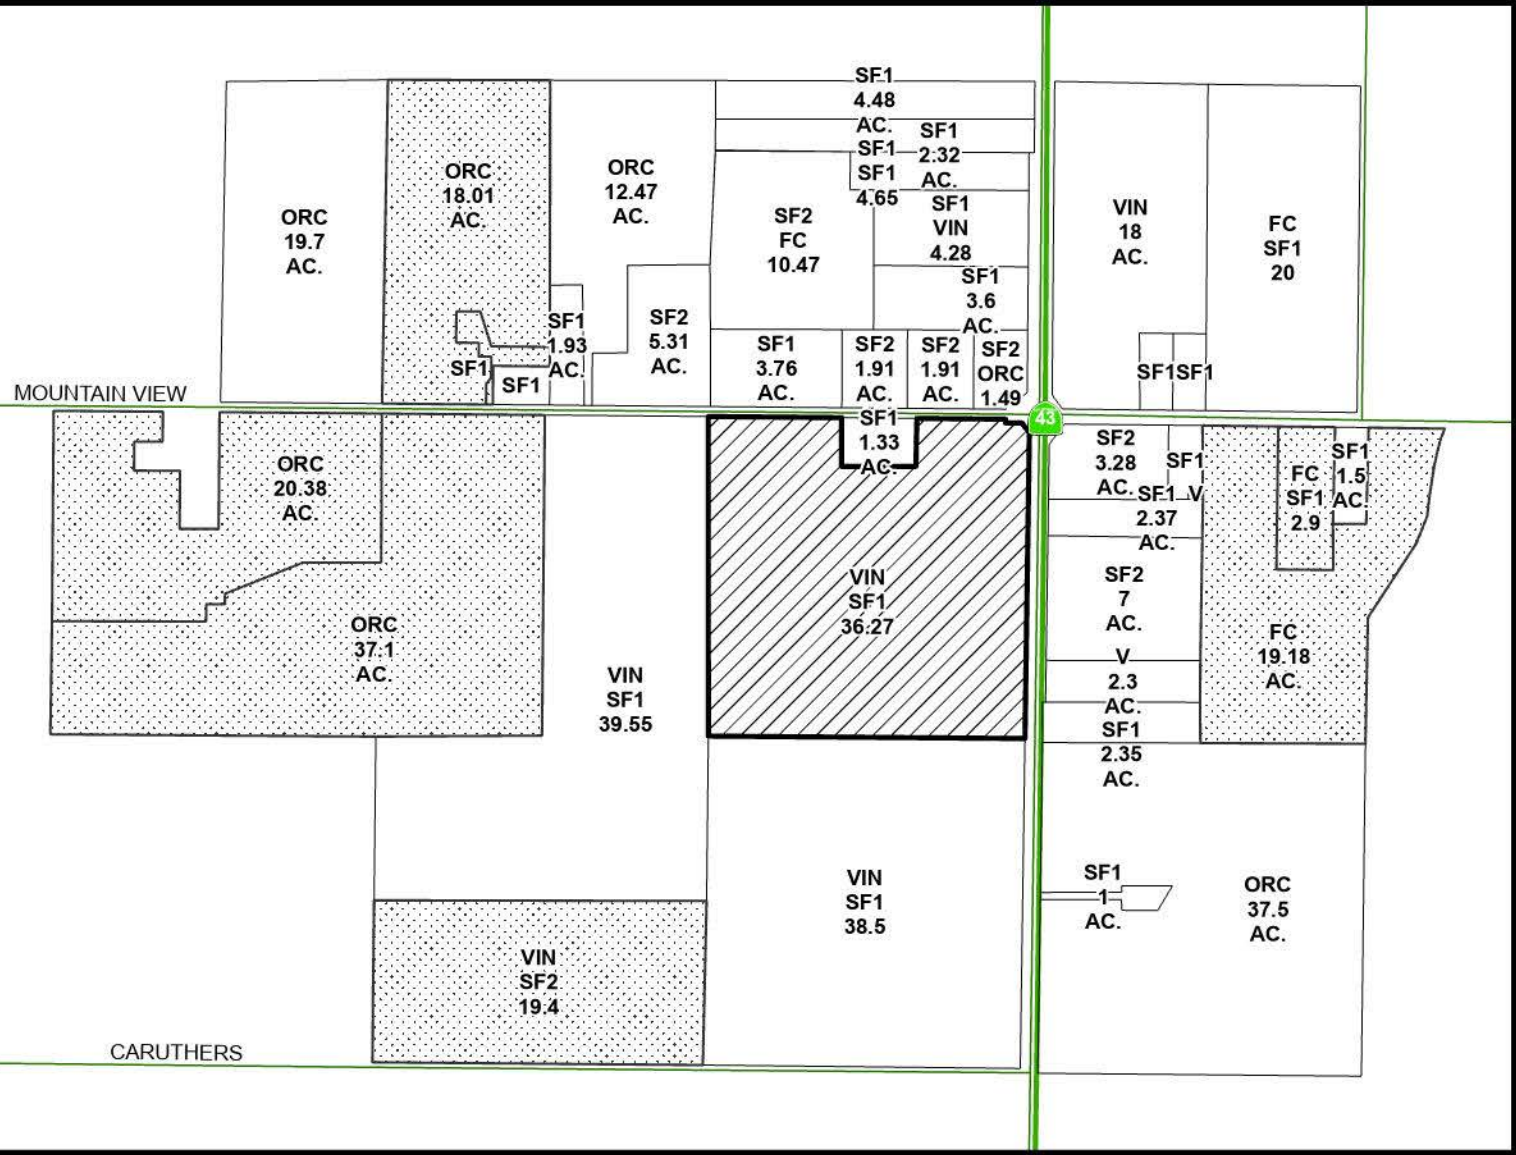 SF1
4.48
AC.
SF1
2.32
AC.
SF1
SF1
4.65
SF1
VIN
4.28
ORC
19.7
AC.
ORC
18.01
AC.
ORC
12.47
AC.
SF2
FC
10.47
VIN
18
AC.
FC
SF1
20
SF1
3.6
AC.
SF1
1.93
AC.
SF2
5.31
AC.
SF1
3.76
AC.
SF2
1.91
AC.
SF2
1.91
AC.
SF2
ORC
1.49
SF1
SF1
SF1
SF1
MOUNTAIN VIEW
43
SF1
1.33
AC.
ORC
20.38
AC.
SF2
3.28
AC.
SF1
V
SF1
2.37
AC.
FC
SF1
2.9
SF1
1.5
AC
VIN
SF1
36.27
SF2
7
AC.
ORC
37.1
AC.
FC
19.18
AC.
VIN
SF1
39.55
V
2.3
AC.
SF1
2.35
AC.
VIN
SF1
38.5
SF1
1
AC.
ORC
37.5
AC.
VIN
SF2
19.4
CARUTHERS